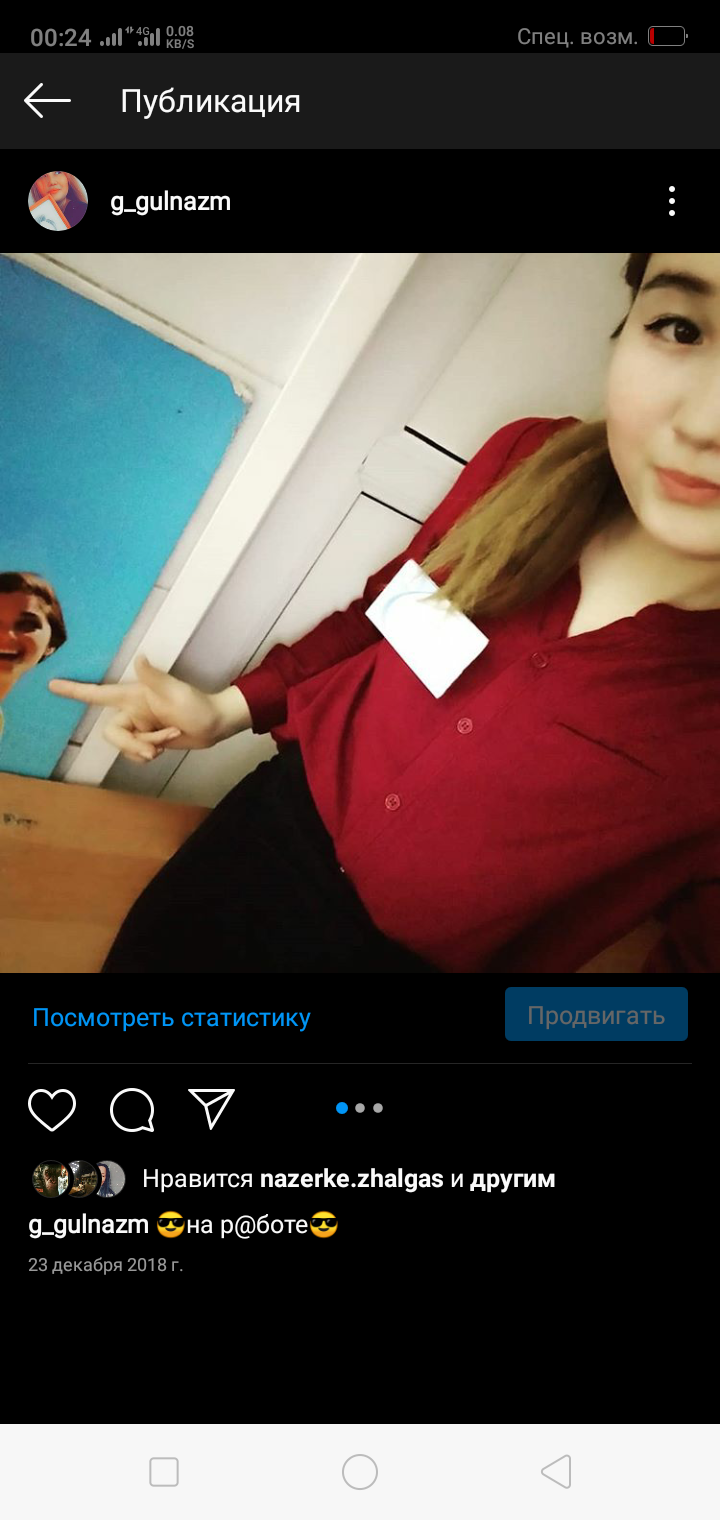 00:24 4G 0.08 KB/S Спец. возм.
Публикация
g_gulnazm
Посмотреть статистику Продвигать
Нравится nazerke.zhalgas и другим
g_gulnazm 😎на р@боте😎
23 декабря 2018 г.